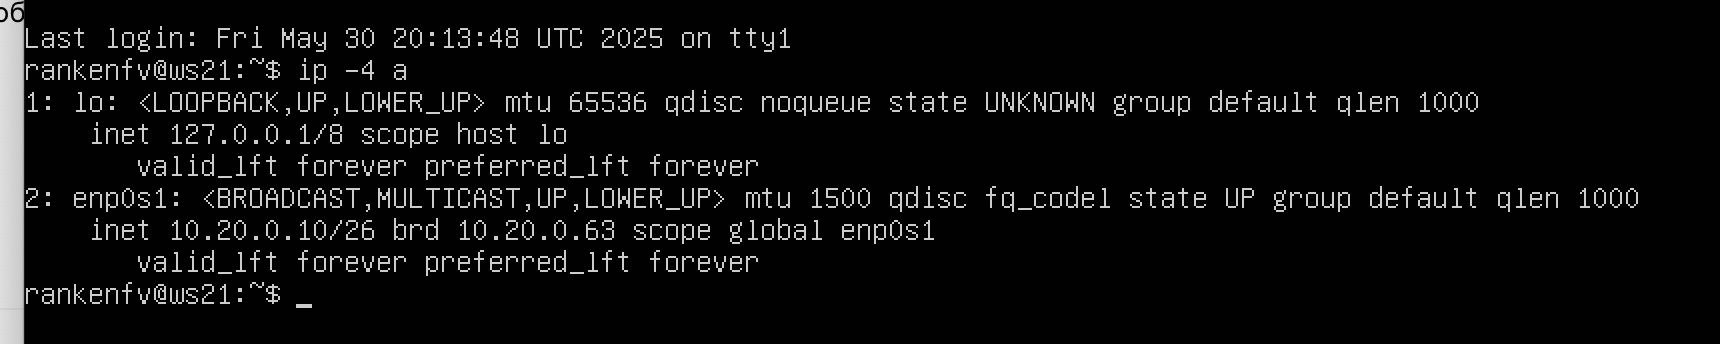 об
Last login: Fri May 30 20:13:48 UTC 2025 on tty1
rankenfv@ws21:~$ ip -4 a
1: lo: <LOOPBACK,UP,LOWER_UP> mtu 65536 qdisc noqueue state UNKNOWN group default qlen 1000
    inet 127.0.0.1/8 scope host lo
       valid_lft forever preferred_lft forever
2: enp0s1: <BROADCAST,MULTICAST,UP,LOWER_UP> mtu 1500 qdisc fq_codel state UP group default qlen 1000
    inet 10.20.0.10/26 brd 10.20.0.63 scope global enp0s1
       valid_lft forever preferred_lft forever
rankenfv@ws21:~$ _